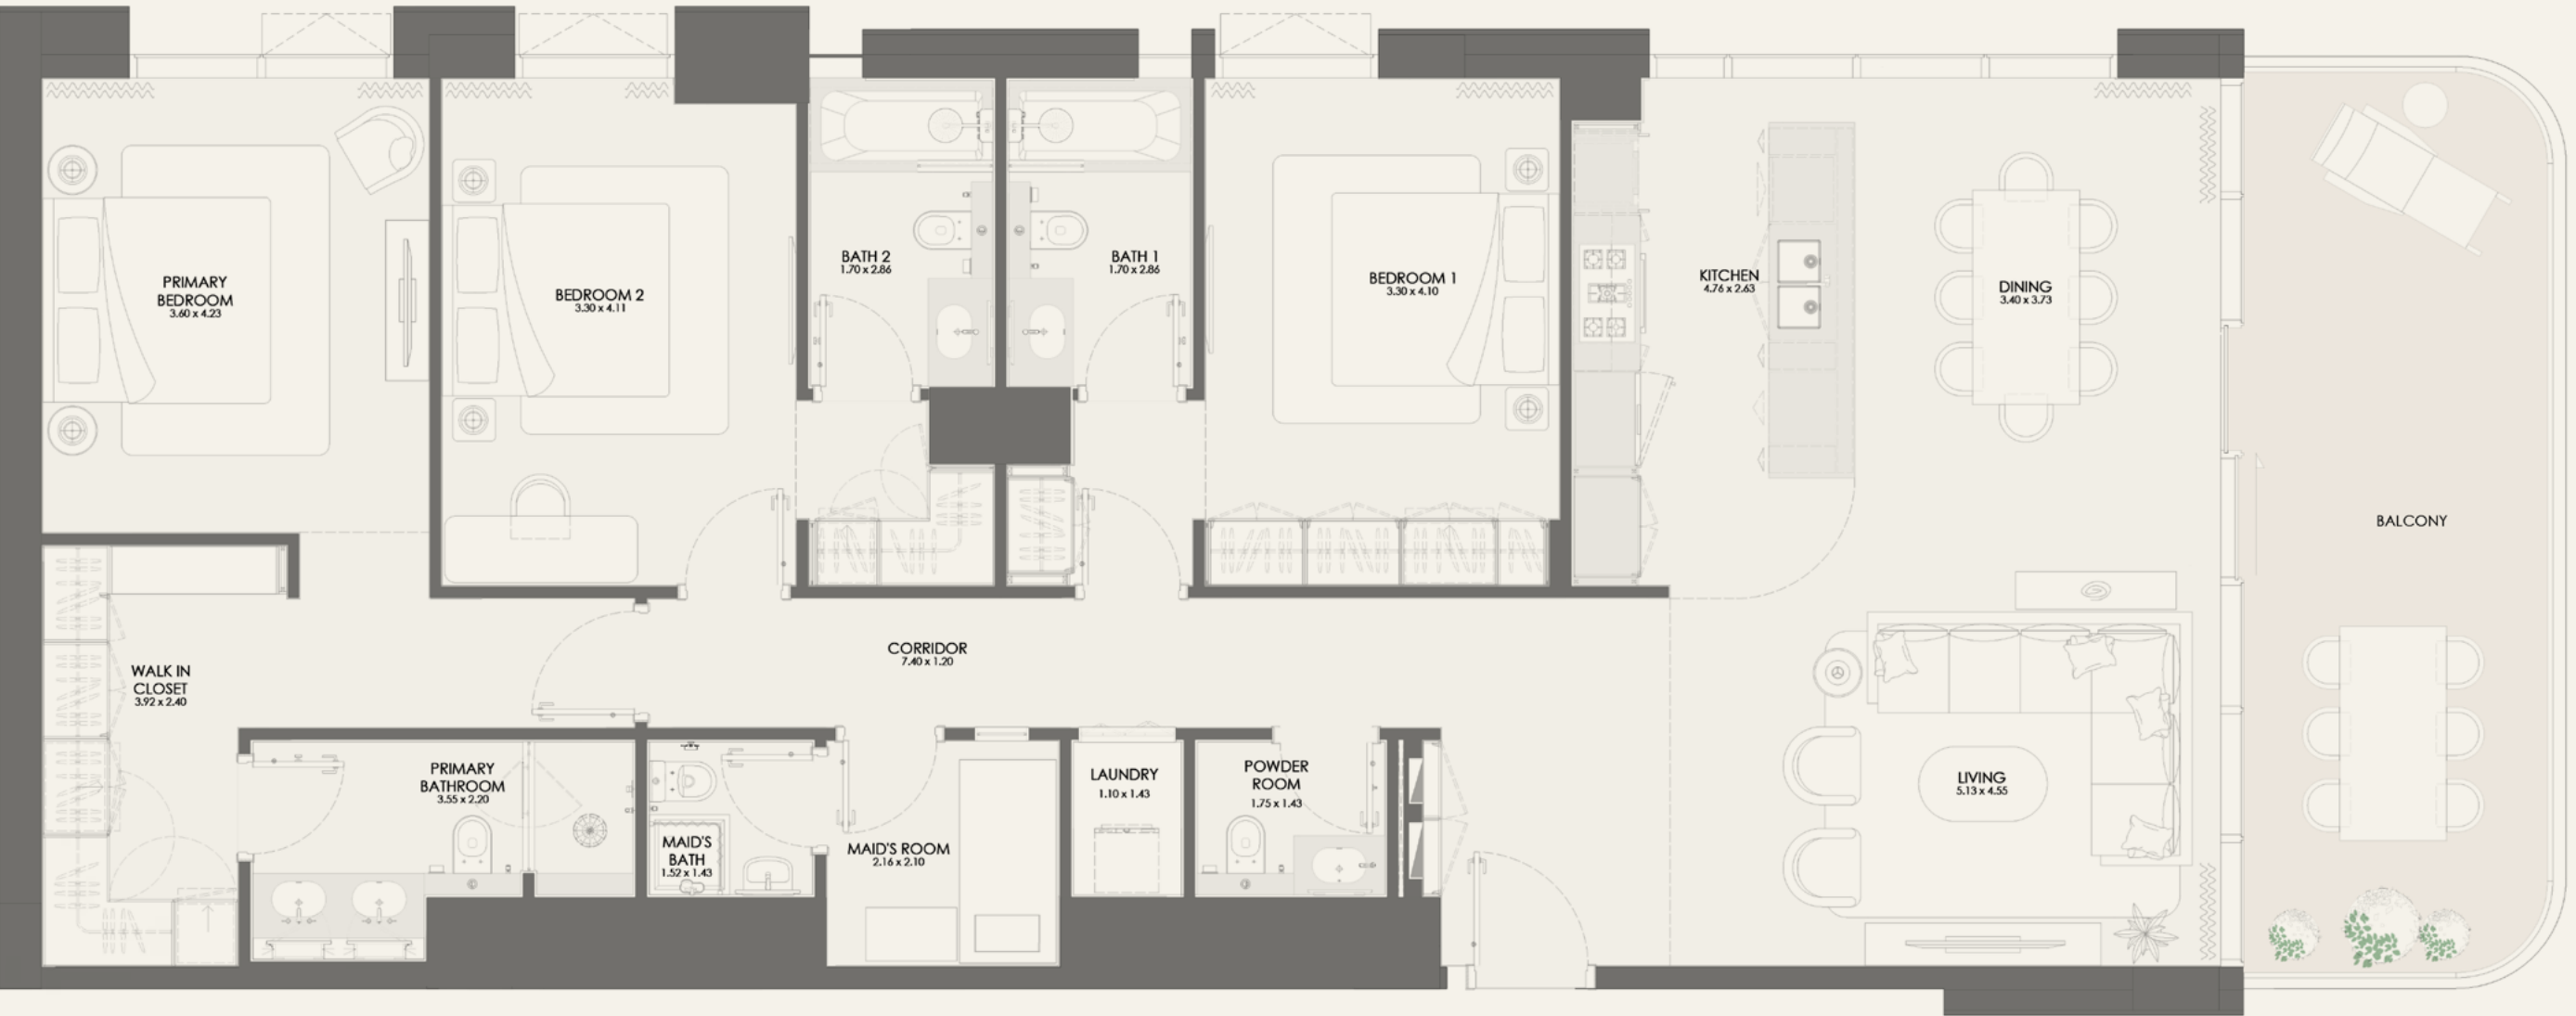 PRIMARY
BEDROOM
3.60 x 4.23
BEDROOM 2
3.30 x 4.11
BATH 2
1.70 x 2.86
BATH 1
1.70 x 2.86
BEDROOM 1
3.30 x 4.10
KITCHEN
4.76 x 2.63
DINING
3.40 x 3.73
BALCONY
WALK IN
CLOSET
3.92 x 2.40
CORRIDOR
7.40 x 1.20
PRIMARY
BATHROOM
3.55 x 2.20
MAID'S
BATH
1.52 x 1.43
MAID'S ROOM
2.16 x 2.10
LAUNDRY
1.10 x 1.43
POWDER
ROOM
1.75 x 1.43
LIVING
5.13 x 4.55